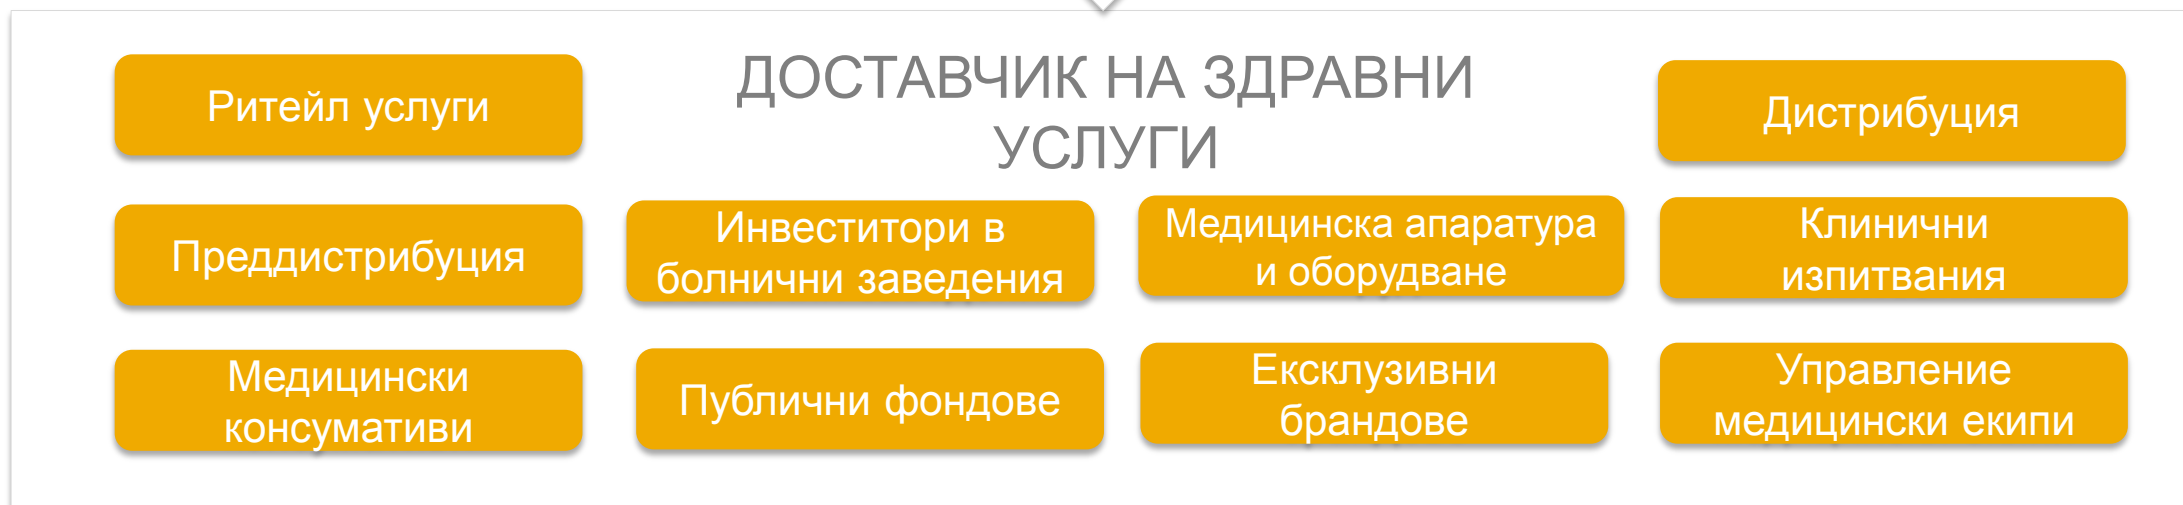 ДОСТАВЧИК НА ЗДРАВНИ
УСЛУГИ
Ритейл услуги
Дистрибуция
Преддистрибуция
Инвеститори в
болнични заведения
Медицинска апаратура
и оборудване
Клинични
изпитвания
Медицински
консумативи
Публични фондове
Ексклузивни
брандове
Управление
медицински екипи